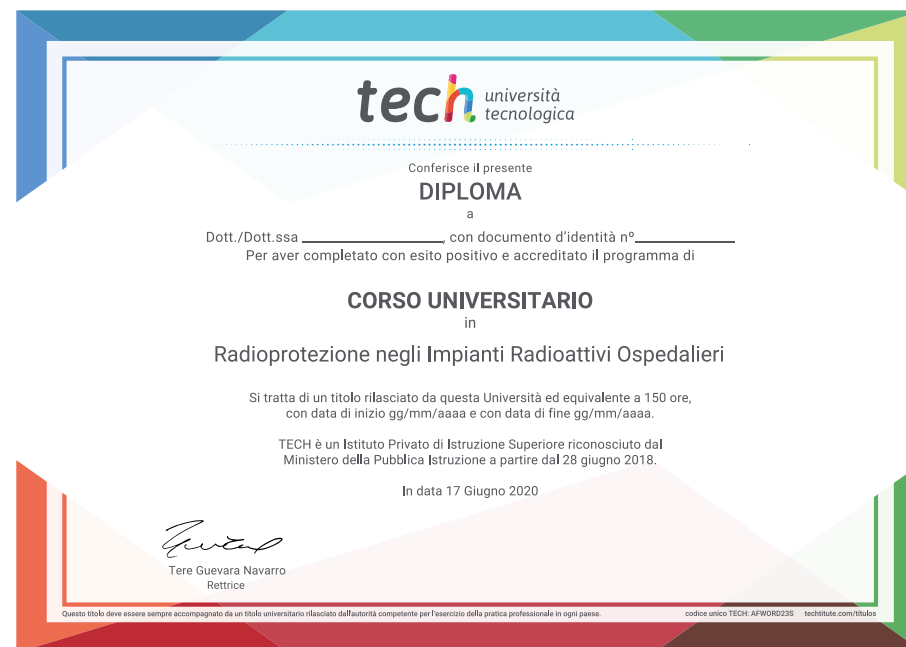 tech università
tecnologica
Conferisce il presente
DIPLOMA
a
Dott./Dott.ssa ________________, con documento d'identità nº____________
Per aver completato con esito positivo e accreditato il programma di
CORSO UNIVERSITARIO
in
Radioprotezione negli Impianti Radioattivi Ospedalieri
Si tratta di un titolo rilasciato da questa Università ed equivalente a 150 ore,
con data di inizio gg/mm/aaaa e con data di fine gg/mm/aaaa.
TECH è un Istituto Privato di Istruzione Superiore riconosciuto dal
Ministero della Pubblica Istruzione a partire dal 28 giugno 2018.
In data 17 Giugno 2020
Tere Guevara Navarro
Rettrice
Questo titolo deve essere sempre accompagnato da un titolo universitario rilasciato dall'autorità competente per l'esercizio della pratica professionale in ogni paese. codice unico TECH: AFWORD23S techtitute.com/títulos